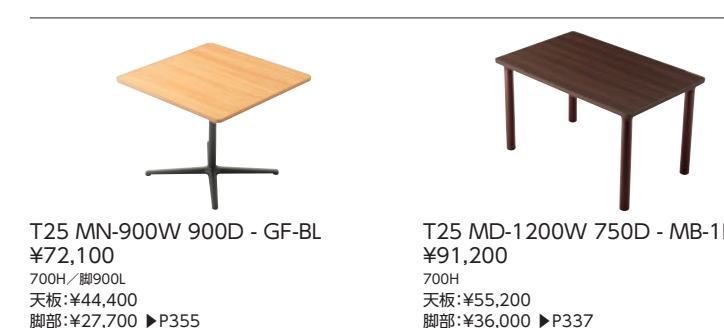 T25 MN-900W 900D - GF-BL
¥72,100
700H／脚900L
天板：¥44,400
脚部：¥27,700 ▶P355
T25 MD-1200W 750D -
¥91,200
700H
天板：¥55,200
脚部：¥36,000 ▶P337